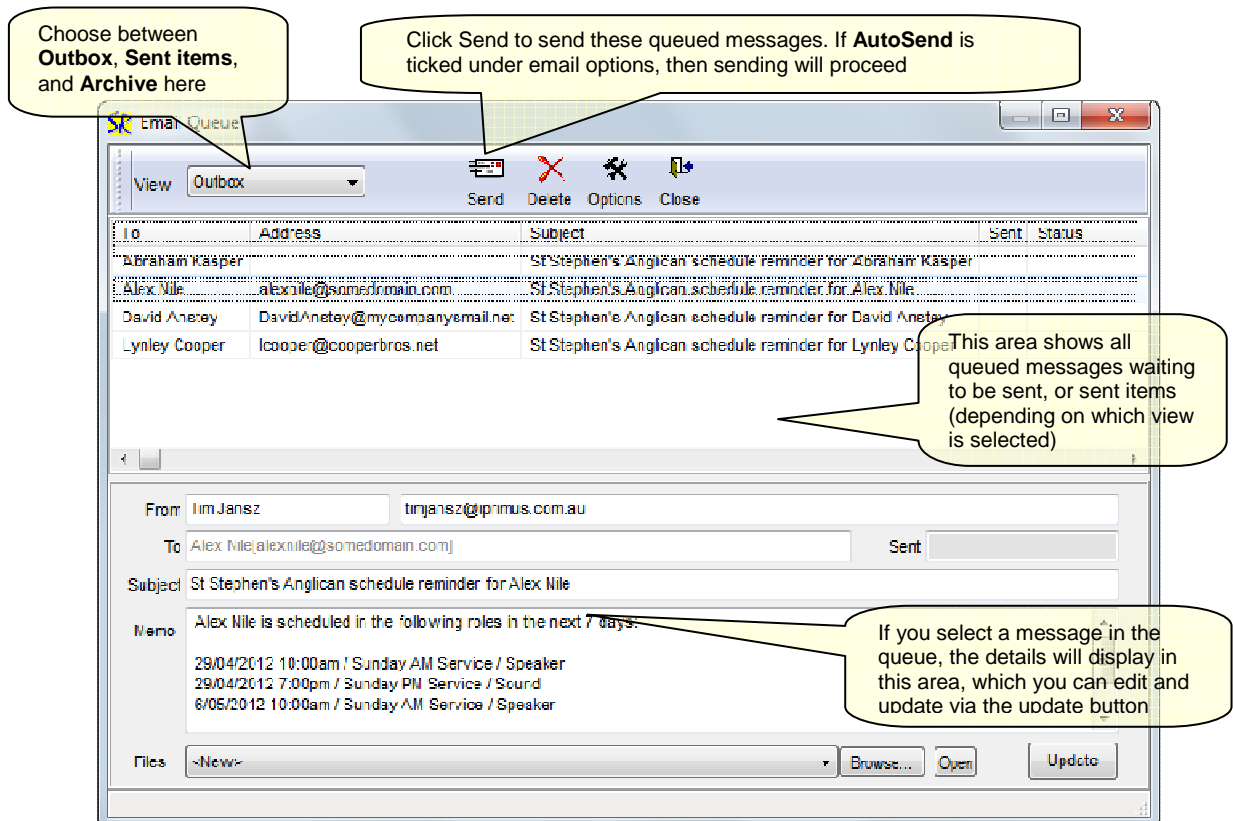 Choose between
Outbox, Sent items,
and Archive here
Click Send to send these queued messages. If AutoSend is
ticked under email options, then sending will proceed
Email Queue
View Outbox
Send Delete Options Close
To Address Subject Sent Status
Abraham Kasper St Stephen's Anglican schedule reminder for Abraham Kasper
Alex Nile alexnile@somedomain.com St Stephen's Anglican schedule reminder for Alex Nile
David Anstey DavidAnstey@mycompanysmail.net St Stephen's Anglican schedule reminder for David Anstey
Lynley Cooper lcooper@cooperbros.net St Stephen's Anglican schedule reminder for Lynley Cooper
This area shows all
queued messages waiting
to be sent, or sent items
(depending on which view
is selected)
From Tim Jansz timjansz@iprimus.com.au
To Alex Nile[alexnile@somedomain.com] Sent
Subject St Stephen's Anglican schedule reminder for Alex Nile
Memo Alex Nile is scheduled in the following roles in the next 7 days:
29/04/2012 10:00am / Sunday AM Service / Speaker
29/04/2012 7:00pm / Sunday PM Service / Sound
6/05/2012 10:00am / Sunday AM Service / Speaker
If you select a message in the
queue, the details will display in
this area, which you can edit and
update via the update button
Files <New> Browse... Open Update